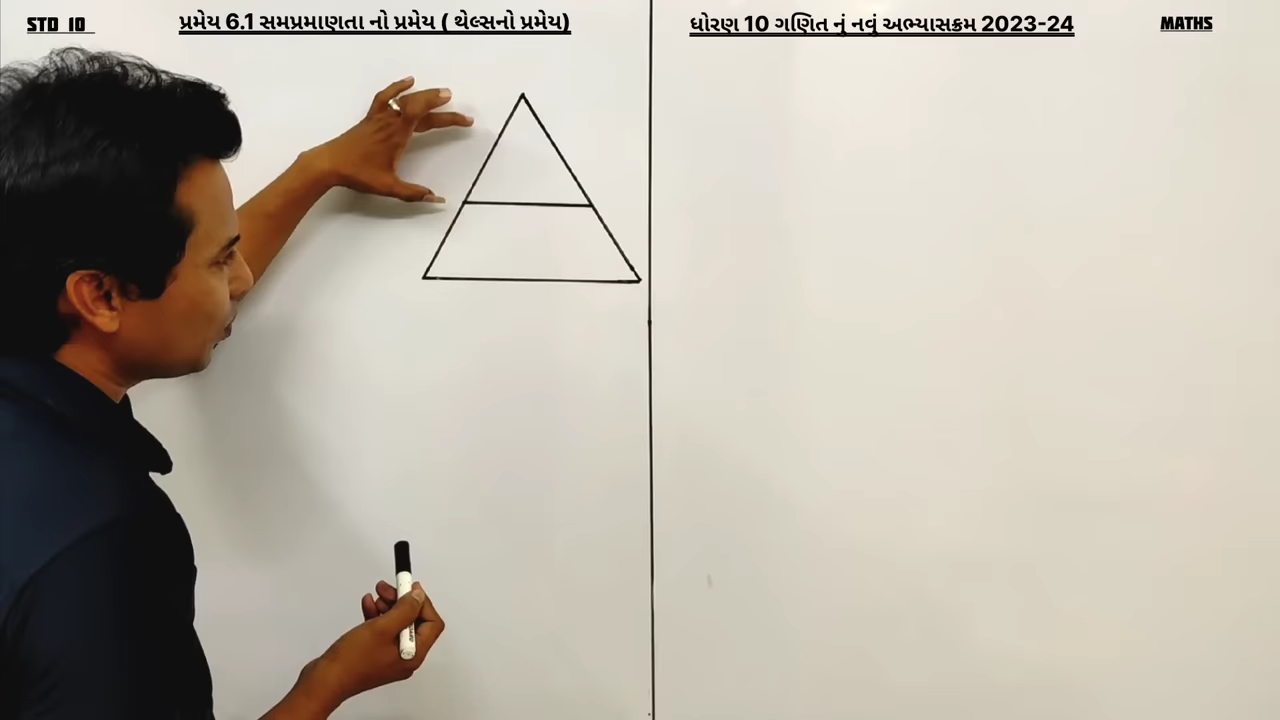 STD 10
પ્રમેય 6.1 સમપ્રમાણતા નો પ્રમેય ( થેલ્સનો પ્રમેય)
ધોરણ 10 ગણિત નું નવું અભ્યાસક્રમ 2023-24
MATHS